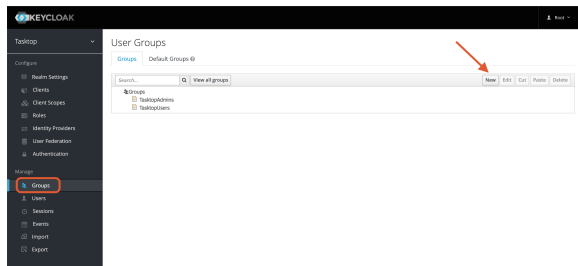 KEYCLOAK
Root
Tasktop
Configure
Realm Settings
Clients
Client Scopes
Roles
Identity Providers
User Federation
Authentication
Manage
Groups
Users
Sessions
Events
Import
Export
User Groups
Groups Default Groups
Search... View all groups New Edit Cut Paste Delete
Groups
TasktopAdmins
TasktopUsers